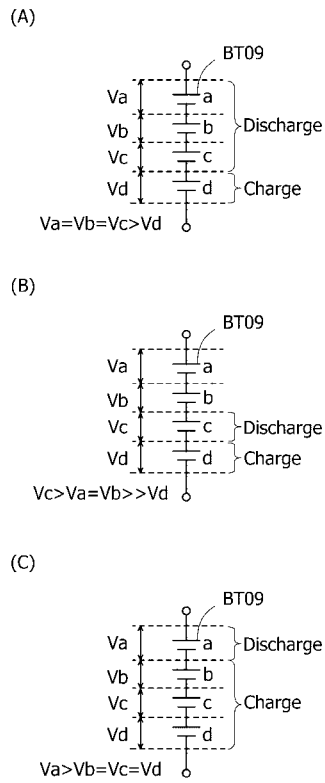 (A)
BT09
Va a
Vb b Discharge
Vc c
Vd d Charge
Va=Vb=Vc>Vd
(B)
BT09
Va a
Vb b
Vc c Discharge
Vd d Charge
Vc>Va=Vb>>Vd
(C)
BT09
Va a Discharge
Vb b
Vc c Charge
Vd d
Va>Vb=Vc=Vd